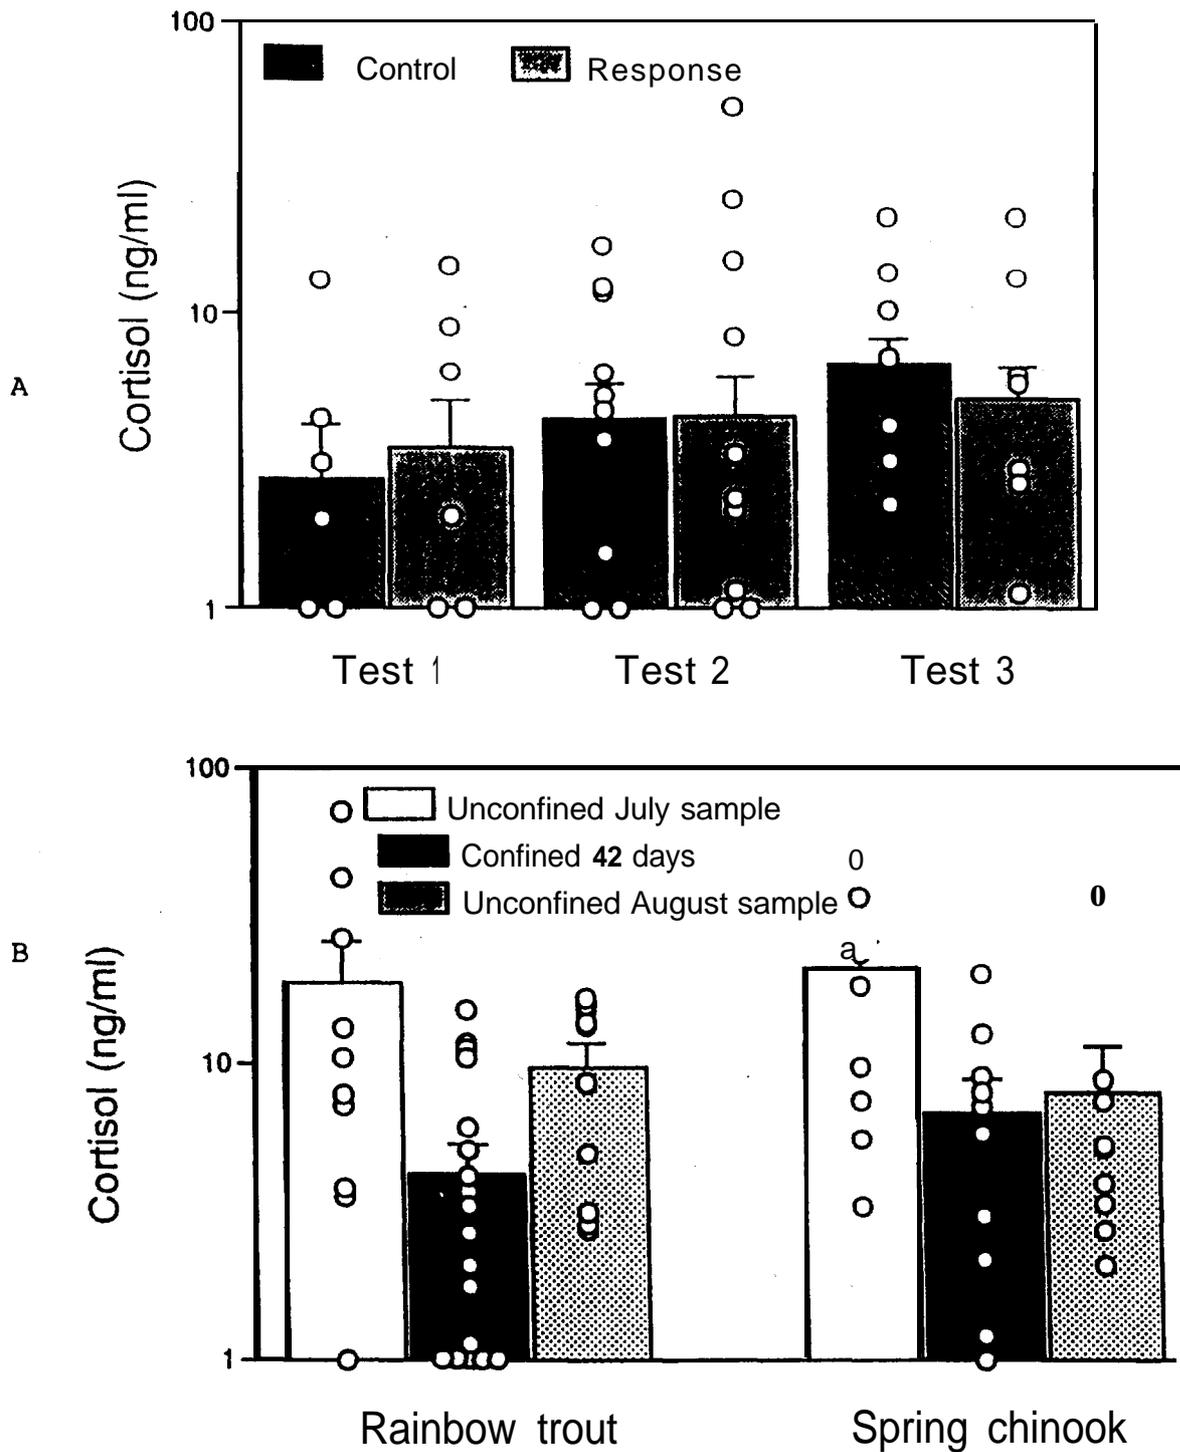 100
Control Response
Cortisol (ng/ml)
10
A
1
Test 1 Test 2 Test 3
100
Unconfined July sample
Confined 42 days
Unconfined August sample
0
0
a
B
Cortisol (ng/ml)
10
1
Rainbow trout Spring chinook